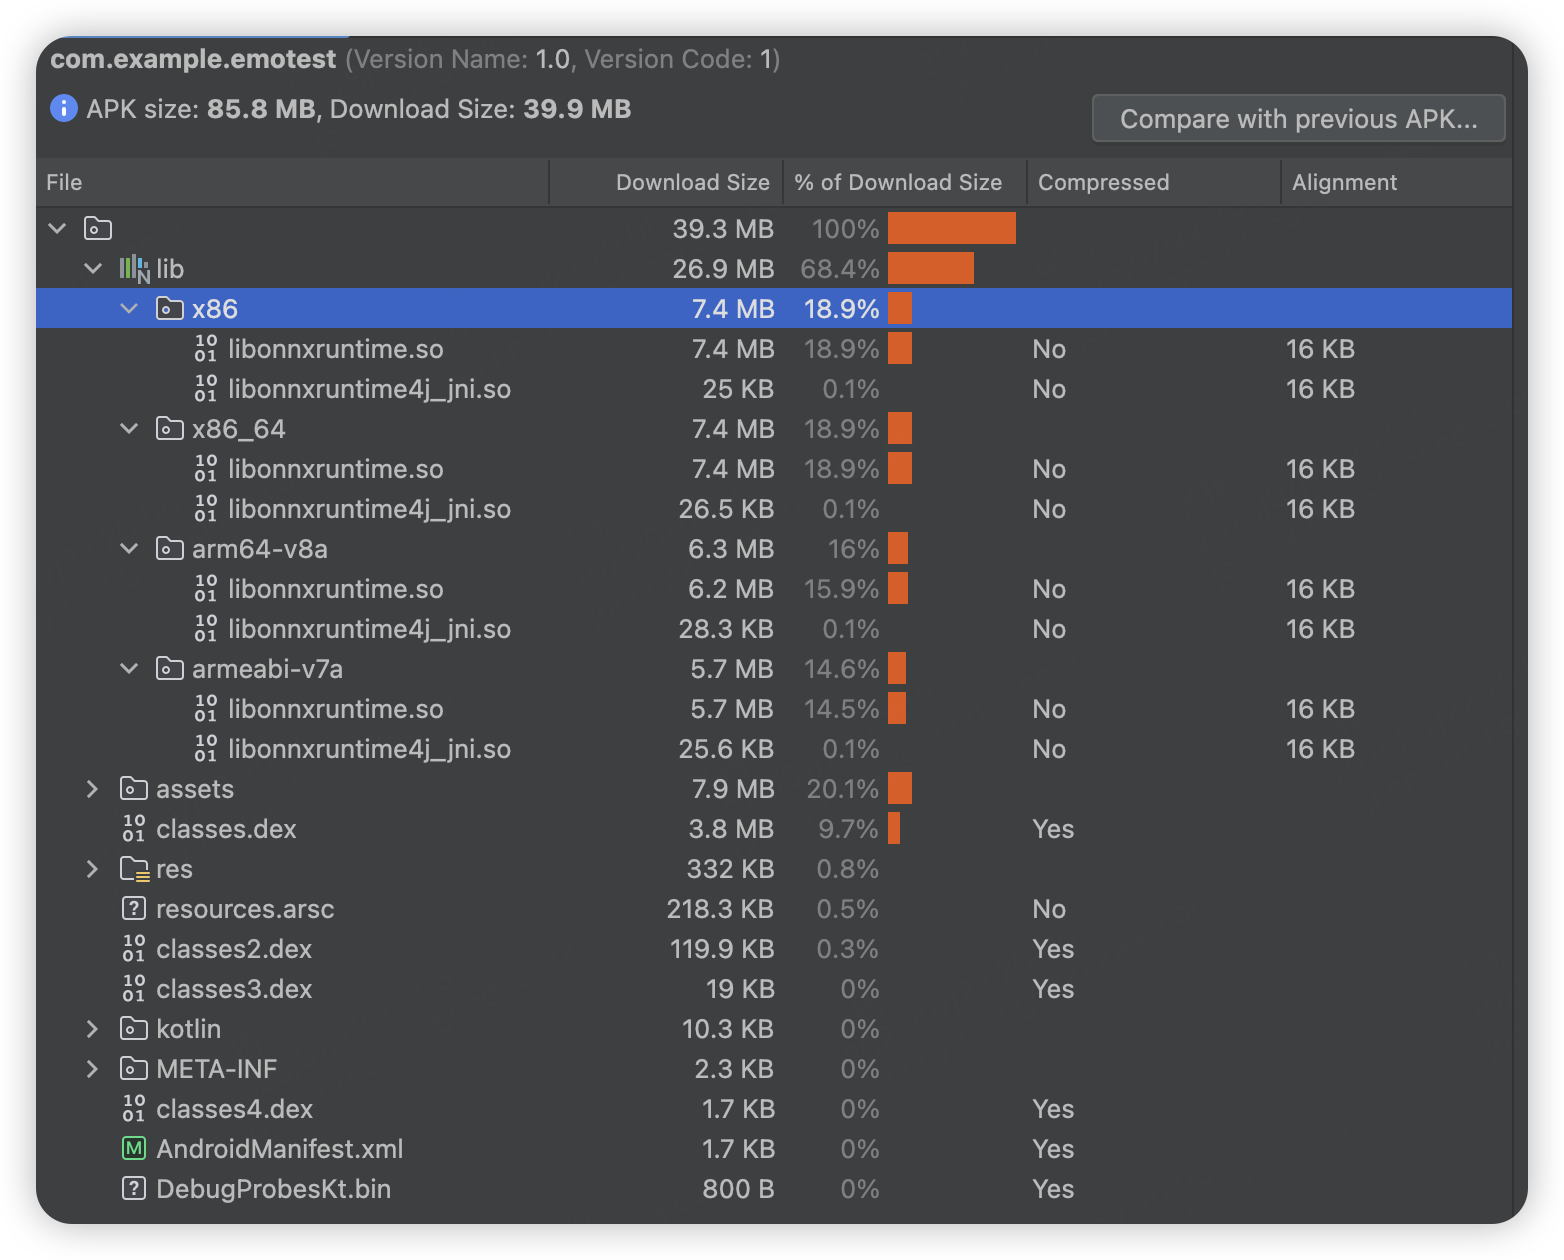 com.example.emotest (Version Name: 1.0, Version Code: 1)
APK size: 85.8 MB, Download Size: 39.9 MB
Compare with previous APK...
File Download Size % of Download Size Compressed Alignment
39.3 MB 100%
lib 26.9 MB 68.4%
x86 7.4 MB 18.9%
libonnxruntime.so 7.4 MB 18.9% No 16 KB
libonnxruntime4j_jni.so 25 KB 0.1% No 16 KB
x86_64 7.4 MB 18.9%
libonnxruntime.so 7.4 MB 18.9% No 16 KB
libonnxruntime4j_jni.so 26.5 KB 0.1% No 16 KB
arm64-v8a 6.3 MB 16%
libonnxruntime.so 6.2 MB 15.9% No 16 KB
libonnxruntime4j_jni.so 28.3 KB 0.1% No 16 KB
armeabi-v7a 5.7 MB 14.6%
libonnxruntime.so 5.7 MB 14.5% No 16 KB
libonnxruntime4j_jni.so 25.6 KB 0.1% No 16 KB
assets 7.9 MB 20.1%
classes.dex 3.8 MB 9.7% Yes
res 332 KB 0.8%
resources.arsc 218.3 KB 0.5% No
classes2.dex 119.9 KB 0.3% Yes
classes3.dex 19 KB 0% Yes
kotlin 10.3 KB 0%
META-INF 2.3 KB 0%
classes4.dex 1.7 KB 0% Yes
AndroidManifest.xml 1.7 KB 0% Yes
DebugProbesKt.bin 800 B 0% Yes